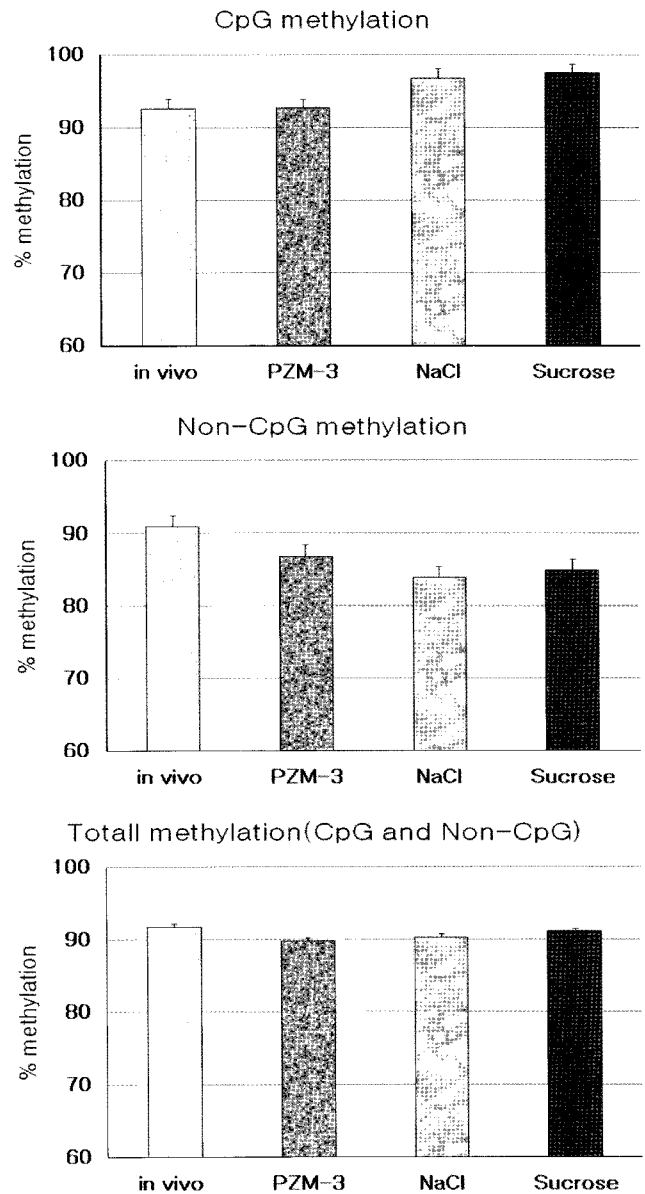 CpG methylation
100
90
80
70
60
% methylation
in vivo PZM-3 NaCl Sucrose
Non-CpG methylation
100
90
80
70
60
% methylation
in vivo PZM-3 NaCl Sucrose
Totall methylation(CpG and Non-CpG)
100
90
80
70
60
% methylation
in vivo PZM-3 NaCl Sucrose